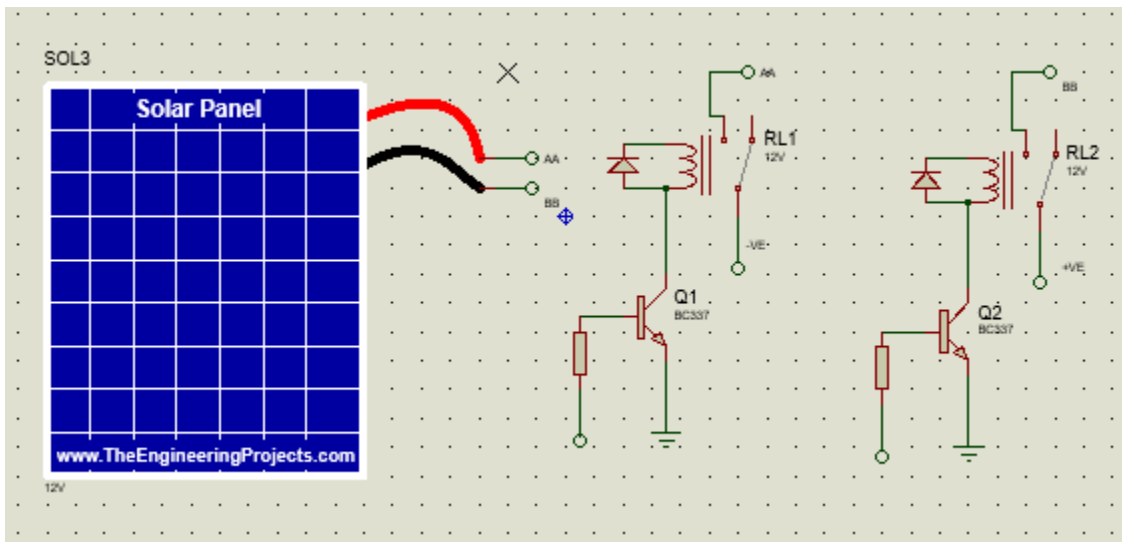 SOL3
Solar Panel
www.TheEngineeringProjects.com
12V
AA
BB
AA
RL1
12V
-VE
Q1
BC337
BB
RL2
12V
+VE
Q2
BC337